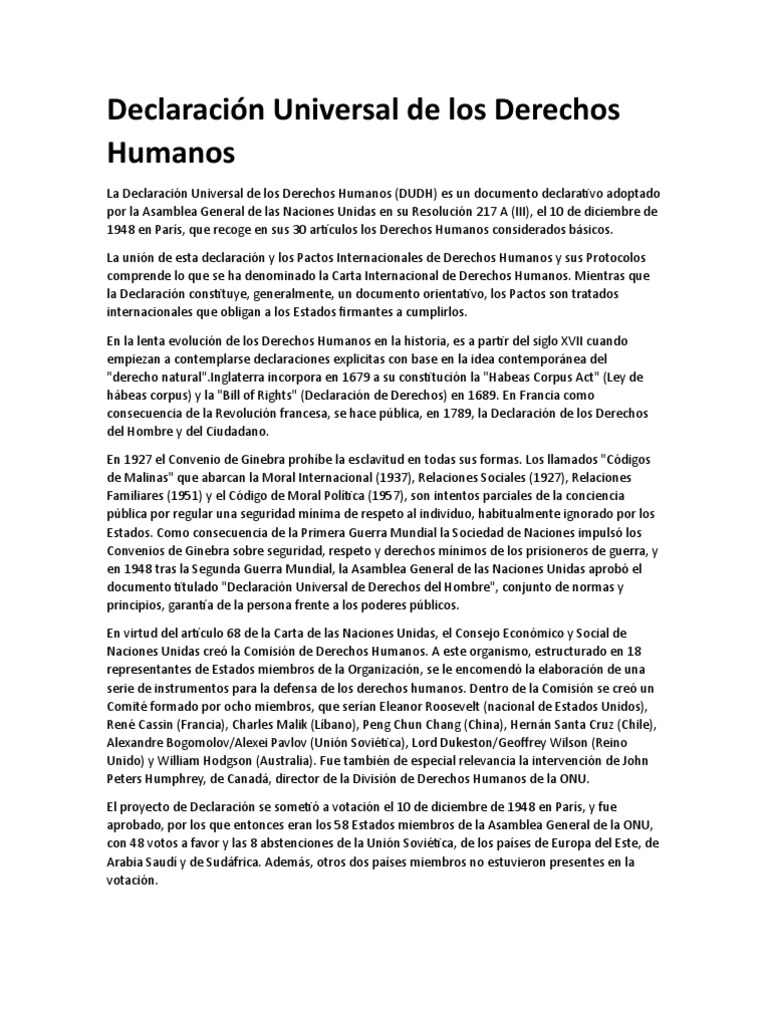 Declaración Universal de los Derechos
Humanos
La Declaración Universal de los Derechos Humanos (DUDH) es un documento declarativo adoptado
por la Asamblea General de las Naciones Unidas en su Resolución 217 A (III), el 10 de diciembre de
1948 en París, que recoge en sus 30 artículos los Derechos Humanos considerados básicos.
La unión de esta declaración y los Pactos Internacionales de Derechos Humanos y sus Protocolos
comprende lo que se ha denominado la Carta Internacional de Derechos Humanos. Mientras que
la Declaración constituye, generalmente, un documento orientativo, los Pactos son tratados
internacionales que obligan a los Estados firmantes a cumplirlos.
En la lenta evolución de los Derechos Humanos en la historia, es a partir del siglo XVII cuando
empiezan a contemplarse declaraciones explicitas con base en la idea contemporánea del
"derecho natural".Inglaterra incorpora en 1679 a su constitución la "Habeas Corpus Act" (Ley de
hábeas corpus) y la "Bill of Rights" (Declaración de Derechos) en 1689. En Francia como
consecuencia de la Revolución francesa, se hace pública, en 1789, la Declaración de los Derechos
del Hombre y del Ciudadano.
En 1927 el Convenio de Ginebra prohíbe la esclavitud en todas sus formas. Los llamados "Códigos
de Malinas" que abarcan la Moral Internacional (1937), Relaciones Sociales (1927), Relaciones
Familiares (1951) y el Código de Moral Política (1957), son intentos parciales de la conciencia
pública por regular una seguridad mínima de respeto al individuo, habitualmente ignorado por los
Estados. Como consecuencia de la Primera Guerra Mundial la Sociedad de Naciones impulsó los
Convenios de Ginebra sobre seguridad, respeto y derechos mínimos de los prisioneros de guerra, y
en 1948 tras la Segunda Guerra Mundial, la Asamblea General de las Naciones Unidas aprobó el
documento titulado "Declaración Universal de Derechos del Hombre", conjunto de normas y
principios, garantía de la persona frente a los poderes públicos.
En virtud del artículo 68 de la Carta de las Naciones Unidas, el Consejo Económico y Social de
Naciones Unidas creó la Comisión de Derechos Humanos. A este organismo, estructurado en 18
representantes de Estados miembros de la Organización, se le encomendó la elaboración de una
serie de instrumentos para la defensa de los derechos humanos. Dentro de la Comisión se creó un
Comité formado por ocho miembros, que serían Eleanor Roosevelt (nacional de Estados Unidos),
René Cassin (Francia), Charles Malik (Líbano), Peng Chun Chang (China), Hernán Santa Cruz (Chile),
Alexandre Bogomolov/Alexei Pavlov (Unión Soviética), Lord Dukeston/Geoffrey Wilson (Reino
Unido) y William Hodgson (Australia). Fue también de especial relevancia la intervención de John
Peters Humphrey, de Canadá, director de la División de Derechos Humanos de la ONU.
El proyecto de Declaración se sometió a votación el 10 de diciembre de 1948 en París, y fue
aprobado, por los que entonces eran los 58 Estados miembros de la Asamblea General de la ONU,
con 48 votos a favor y las 8 abstenciones de la Unión Soviética, de los países de Europa del Este, de
Arabia Saudí y de Sudáfrica. Además, otros dos países miembros no estuvieron presentes en la
votación.